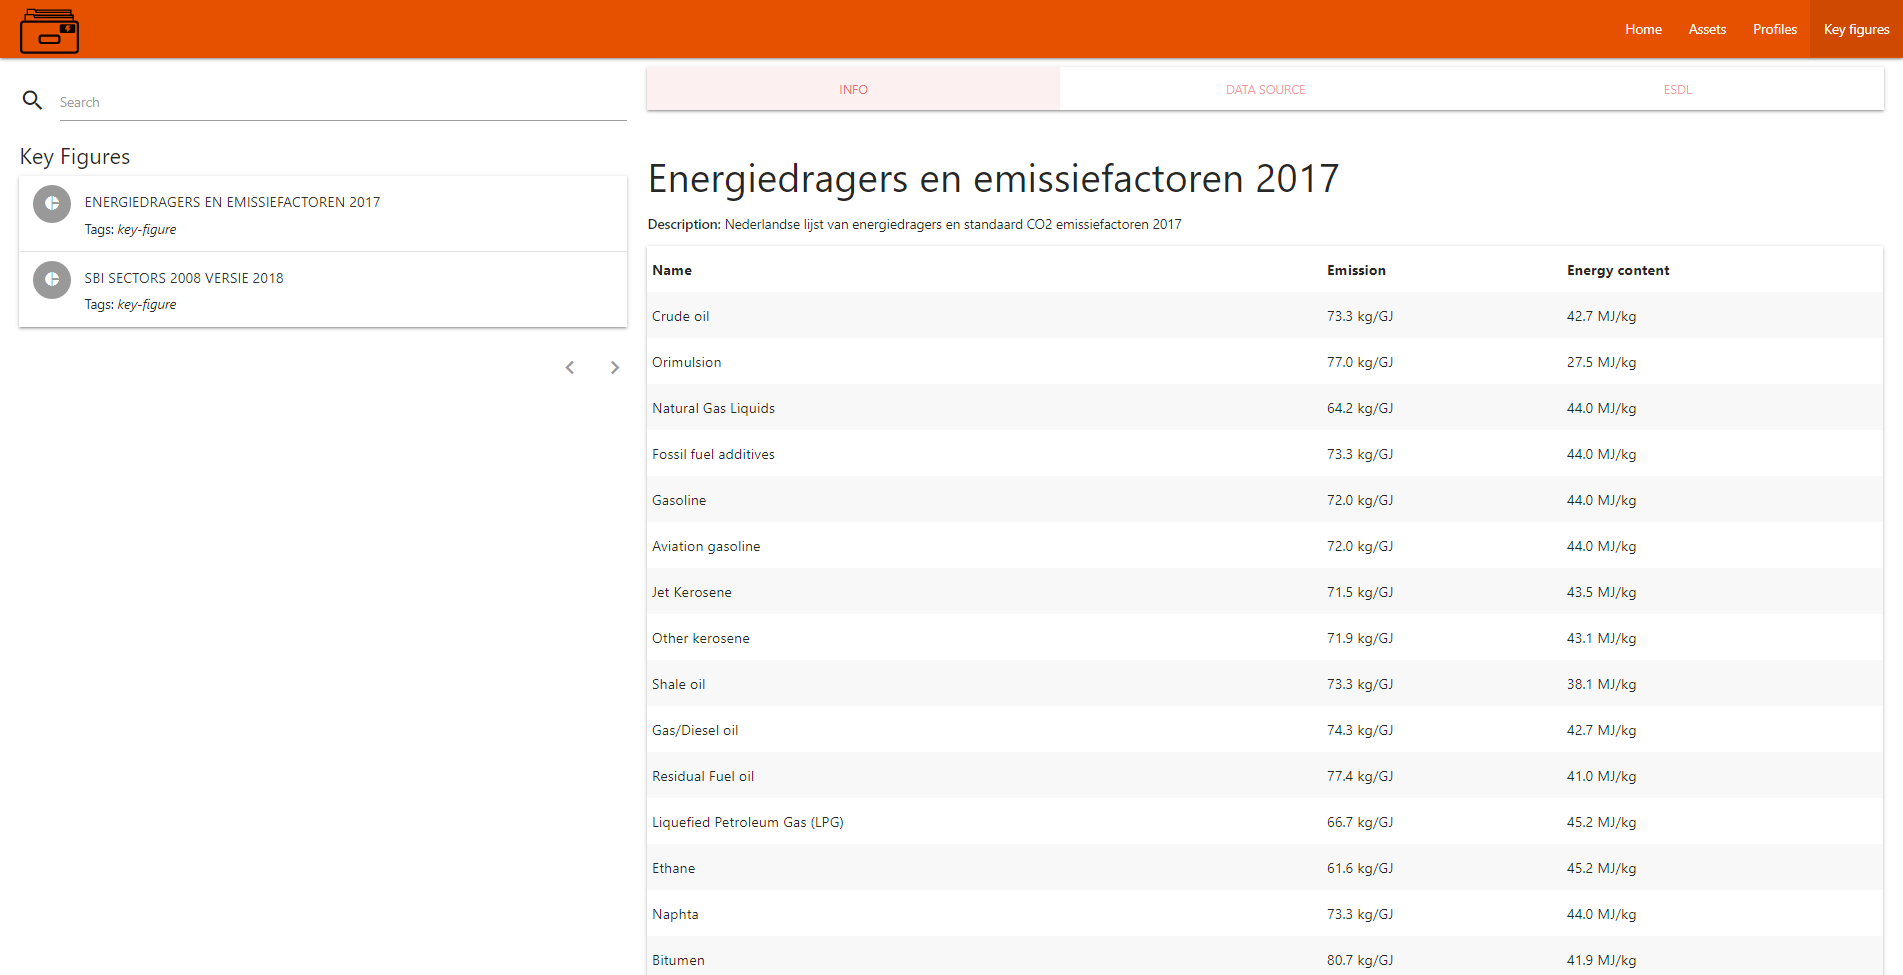 Home Assets Profiles Key figures
Search
Key Figures
ENERGIEDRAGERS EN EMISSIEFACTOREN 2017
Tags: key-figure
SBI SECTORS 2008 VERSIE 2018
Tags: key-figure
INFO DATA SOURCE ESDL
Energiedragers en emissiefactoren 2017
Description: Nederlandse lijst van energiedragers en standaard CO2 emissiefactoren 2017
Name Emission Energy content
Crude oil 73.3 kg/GJ 42.7 MJ/kg
Orimulsion 77.0 kg/GJ 27.5 MJ/kg
Natural Gas Liquids 64.2 kg/GJ 44.0 MJ/kg
Fossil fuel additives 73.3 kg/GJ 44.0 MJ/kg
Gasoline 72.0 kg/GJ 44.0 MJ/kg
Aviation gasoline 72.0 kg/GJ 44.0 MJ/kg
Jet Kerosene 71.5 kg/GJ 43.5 MJ/kg
Other kerosene 71.9 kg/GJ 43.1 MJ/kg
Shale oil 73.3 kg/GJ 38.1 MJ/kg
Gas/Diesel oil 74.3 kg/GJ 42.7 MJ/kg
Residual Fuel oil 77.4 kg/GJ 41.0 MJ/kg
Liquefied Petroleum Gas (LPG) 66.7 kg/GJ 45.2 MJ/kg
Ethane 61.6 kg/GJ 45.2 MJ/kg
Naphta 73.3 kg/GJ 44.0 MJ/kg
Bitumen 80.7 kg/GJ 41.9 MJ/kg